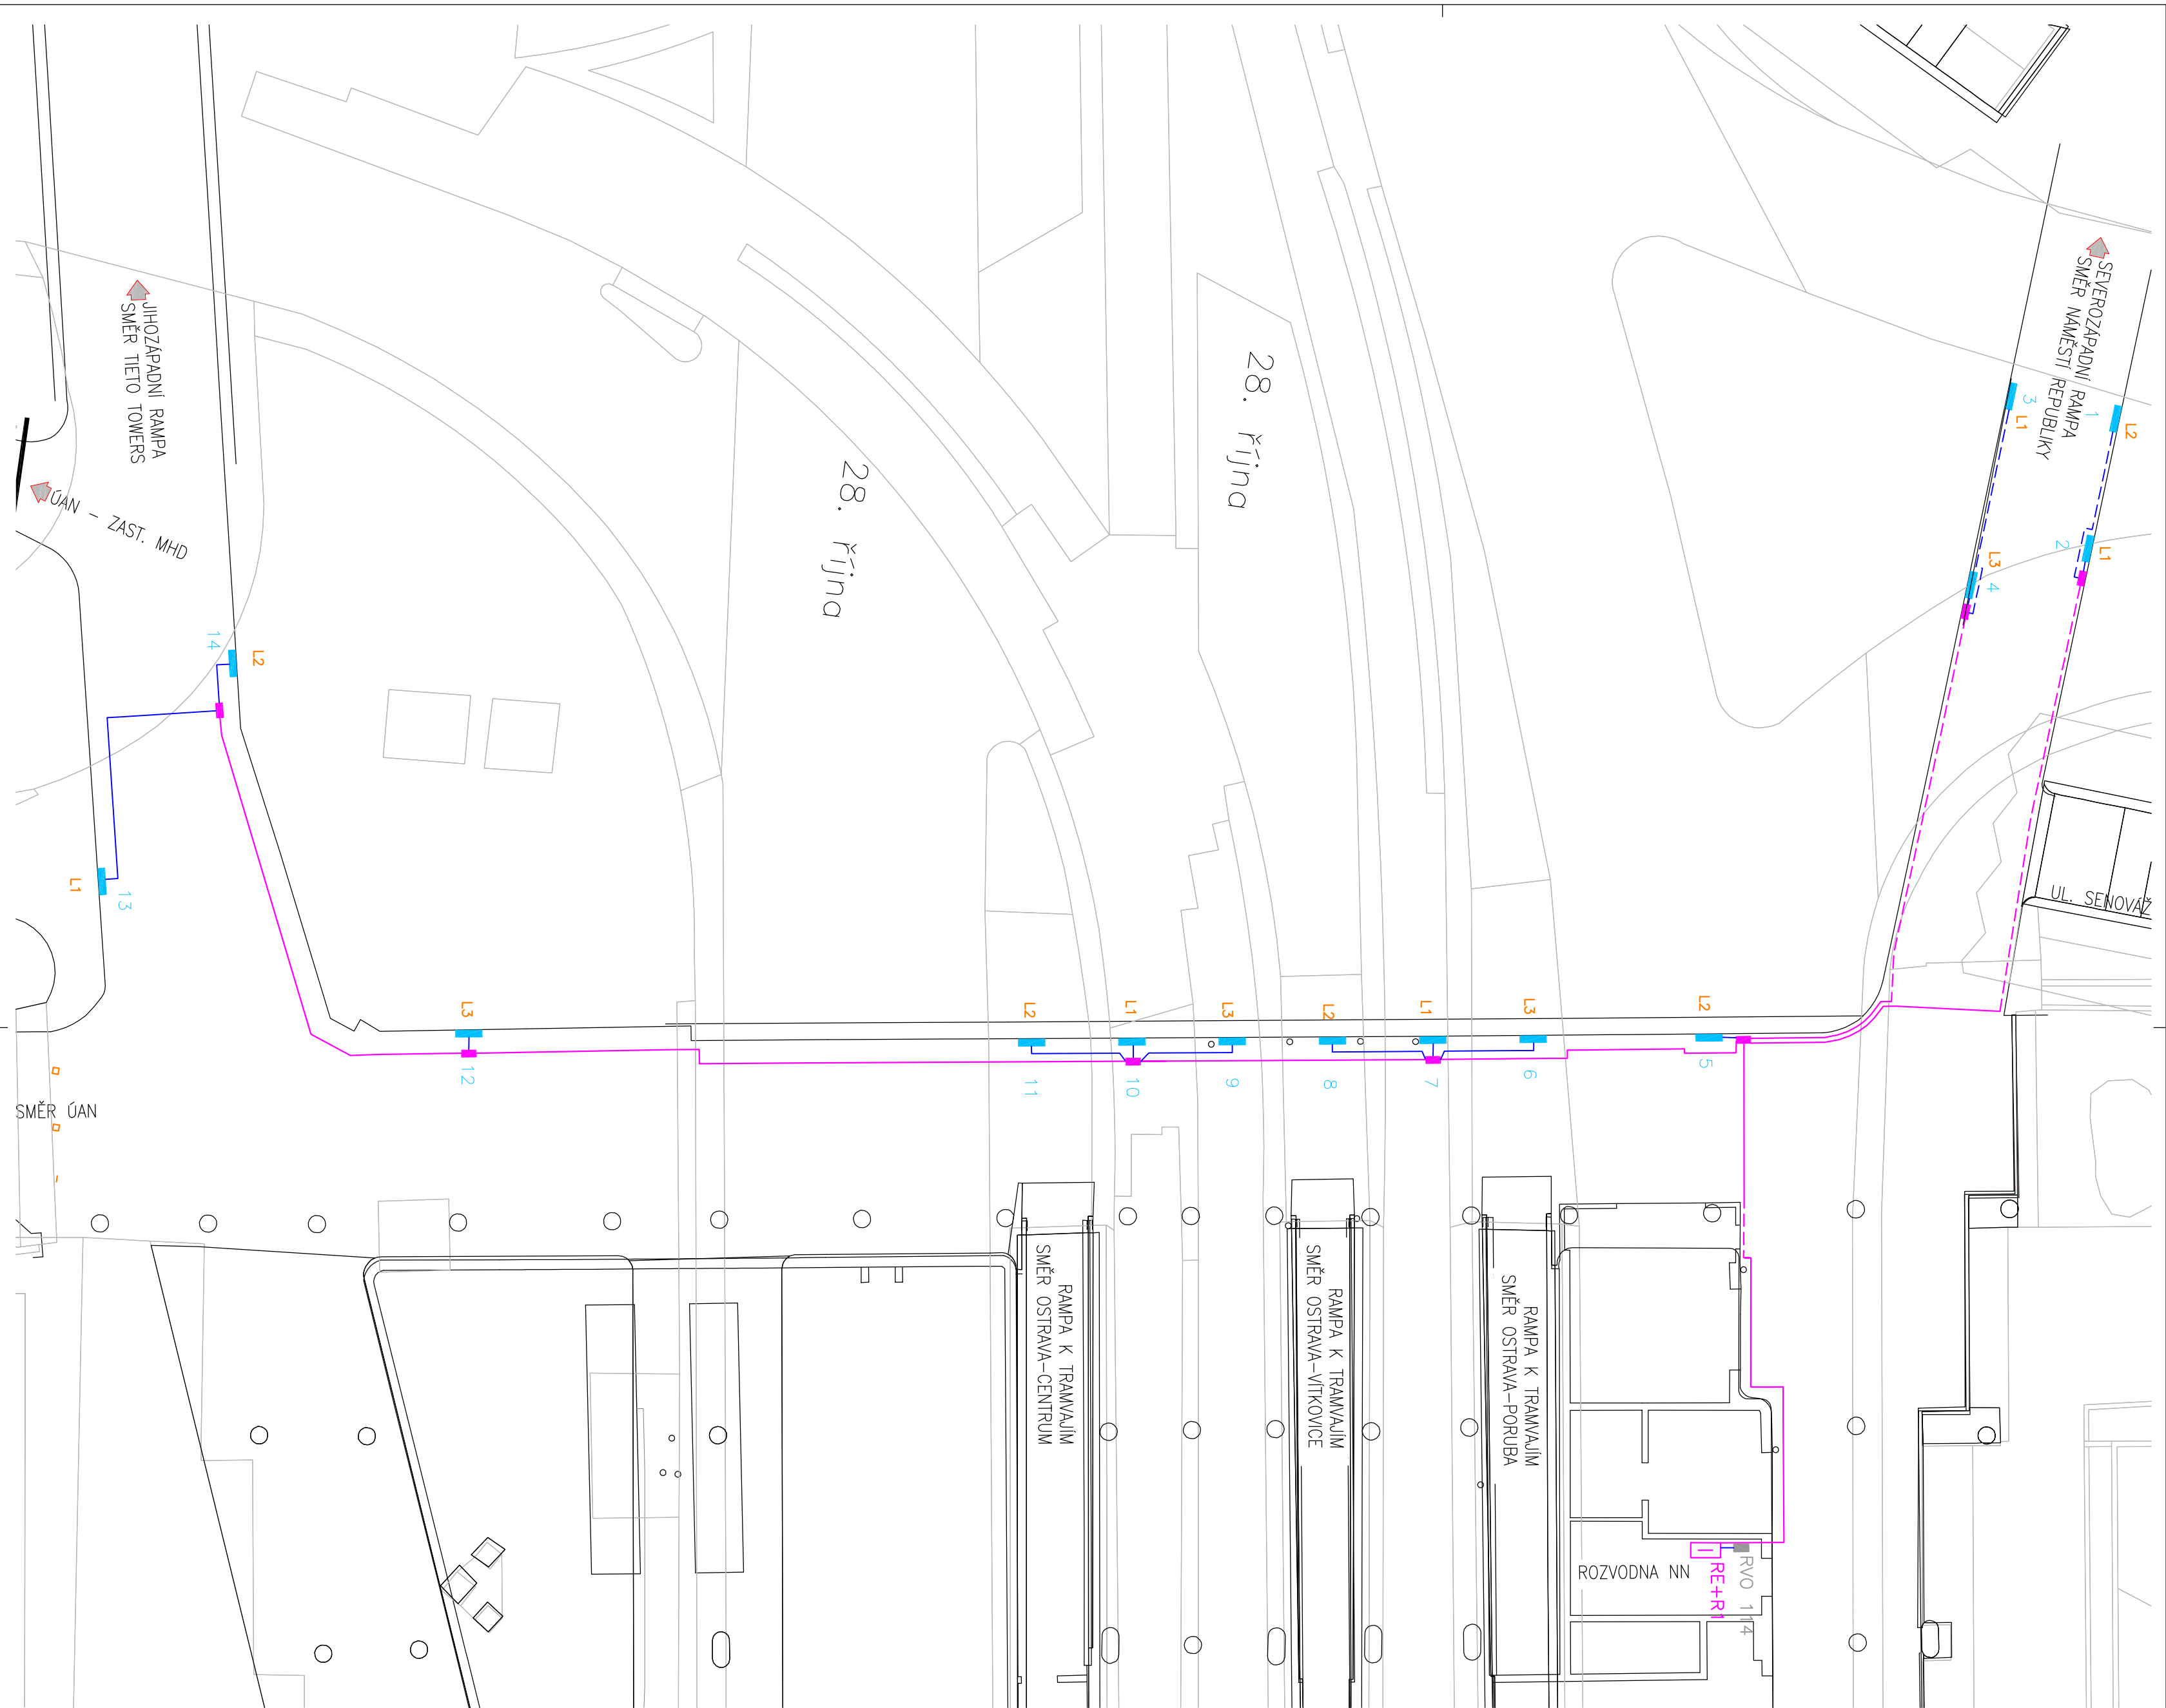 SEVEROZÁPADNÍ RAMPA
SMĚR NÁMĚSTÍ REPUBLIKY
JIHOZÁPADNÍ RAMPA
SMĚR TIETO TOWERS
ÚAN - ZAST. MHD
28. října
28. října
1
L2
3
L1
2
L1
L3
4
UL. SENOVÁŽ
14
L2
L1
13
L3
12
L2
11
L1
10
L3
9
L2
8
L1
7
L3
6
L2
5
SMĚR ÚAN
RAMPA K TRAMVAJÍM
SMĚR OSTRAVA-CENTRUM
RAMPA K TRAMVAJÍM
SMĚR OSTRAVA-VÍTKOVICE
RAMPA K TRAMVAJÍM
SMĚR OSTRAVA-PORUBA
ROZVODNA NN
RE+R1
RVO 114